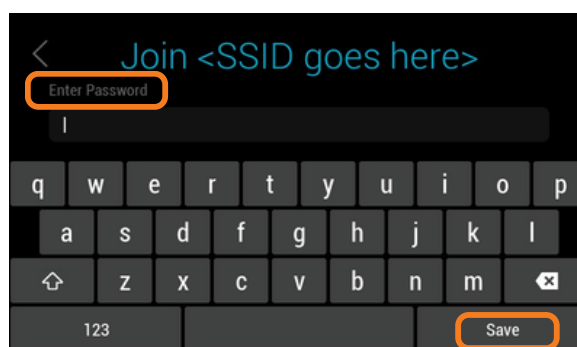 Join <SSID goes here>
Enter Password
q w e r t y u i o p
a s d f g h j k l
z x c v b n m
123 Save